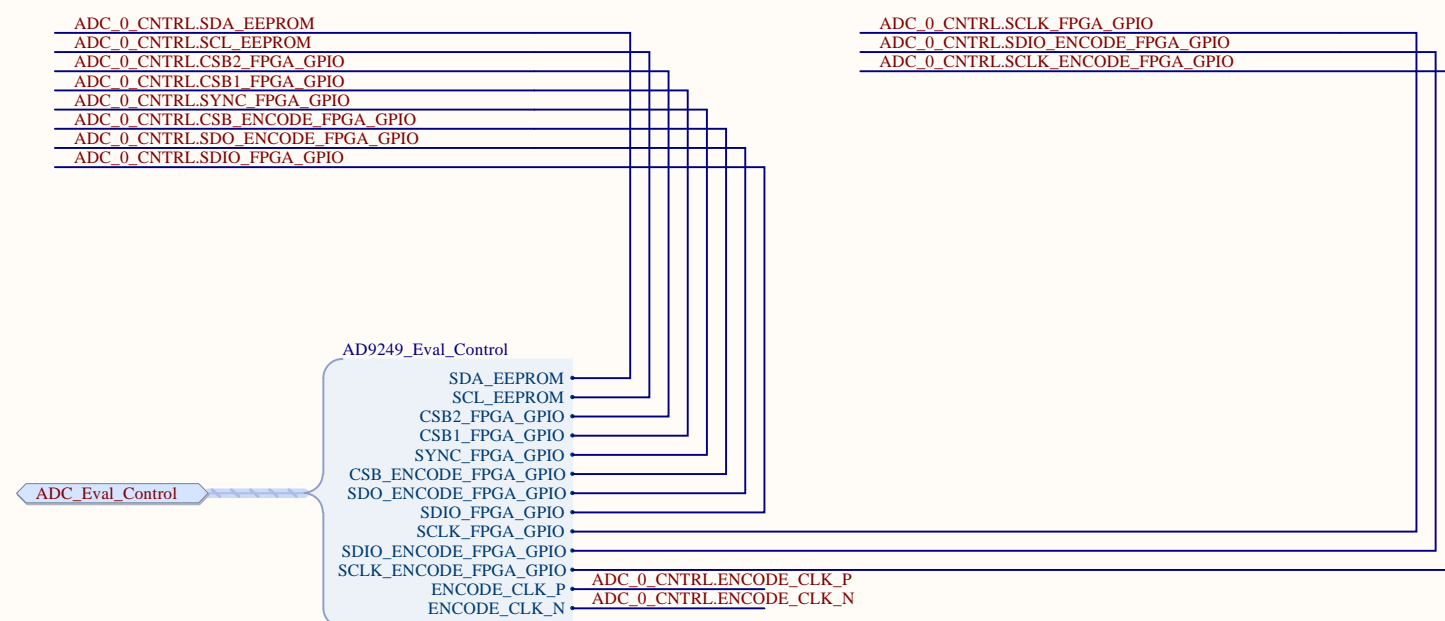 ADC_0_CNTRL.SDA_EEPROM
ADC_0_CNTRL.SCL_EEPROM
ADC_0_CNTRL.CSB2_FPGA_GPIO
ADC_0_CNTRL.CSB1_FPGA_GPIO
ADC_0_CNTRL.SYNC_FPGA_GPIO
ADC_0_CNTRL.CSB_ENCODE_FPGA_GPIO
ADC_0_CNTRL.SDO_ENCODE_FPGA_GPIO
ADC_0_CNTRL.SDIO_FPGA_GPIO
ADC_0_CNTRL.SCLK_FPGA_GPIO
ADC_0_CNTRL.SDIO_ENCODE_FPGA_GPIO
ADC_0_CNTRL.SCLK_ENCODE_FPGA_GPIO
AD9249_Eval_Control
SDA_EEPROM
SCL_EEPROM
CSB2_FPGA_GPIO
CSB1_FPGA_GPIO
SYNC_FPGA_GPIO
CSB_ENCODE_FPGA_GPIO
SDO_ENCODE_FPGA_GPIO
SDIO_FPGA_GPIO
SCLK_FPGA_GPIO
SDIO_ENCODE_FPGA_GPIO
SCLK_ENCODE_FPGA_GPIO
ENCODE_CLK_P
ENCODE_CLK_N
ADC_Eval_Control
ADC_0_CNTRL.ENCODE_CLK_P
ADC_0_CNTRL.ENCODE_CLK_N